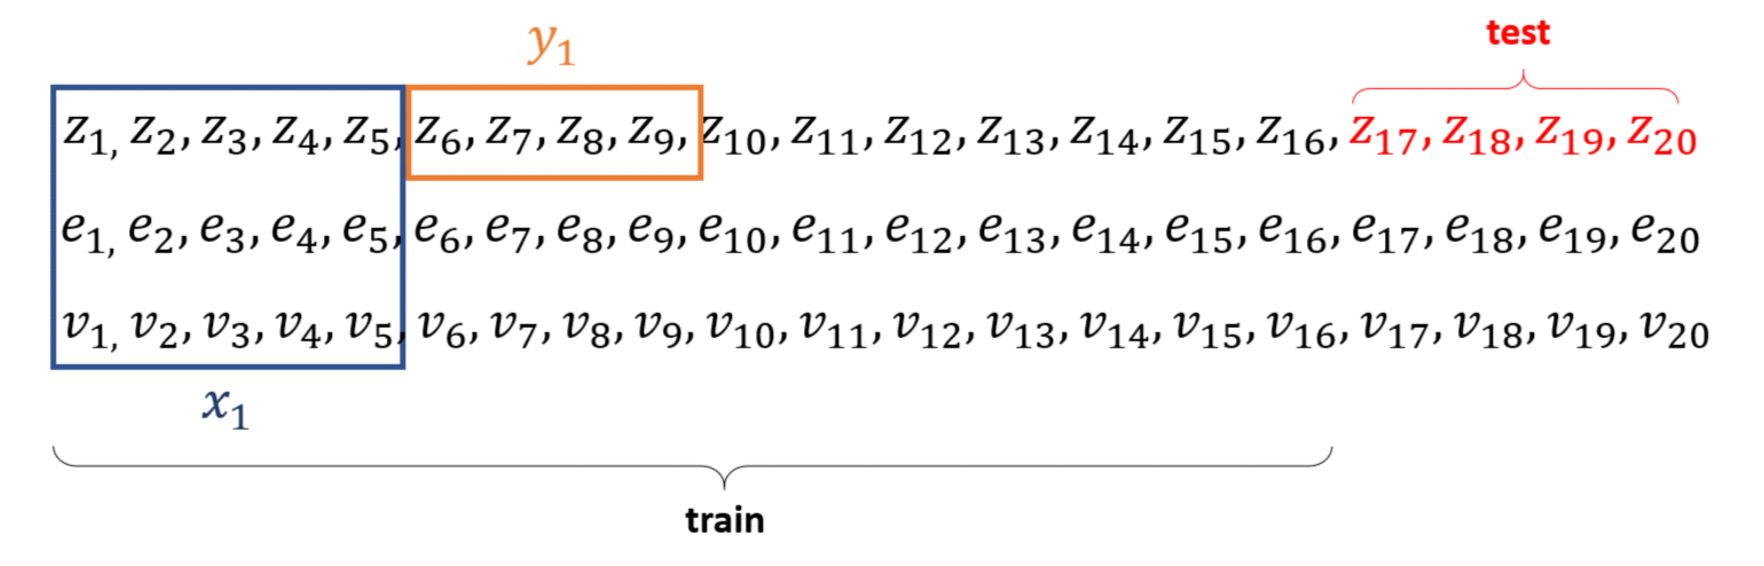 test
y₁
z₁, z₂, z₃, z₄, z₅, z₆, z₇, z₈, z₉, z₁₀, z₁₁, z₁₂, z₁₃, z₁₄, z₁₅, z₁₆, z₁₇, z₁₈, z₁₉, z₂₀
e₁, e₂, e₃, e₄, e₅, e₆, e₇, e₈, e₉, e₁₀, e₁₁, e₁₂, e₁₃, e₁₄, e₁₅, e₁₆, e₁₇, e₁₈, e₁₉, e₂₀
v₁, v₂, v₃, v₄, v₅, v₆, v₇, v₈, v₉, v₁₀, v₁₁, v₁₂, v₁₃, v₁₄, v₁₅, v₁₆, v₁₇, v₁₈, v₁₉, v₂₀
x₁
train